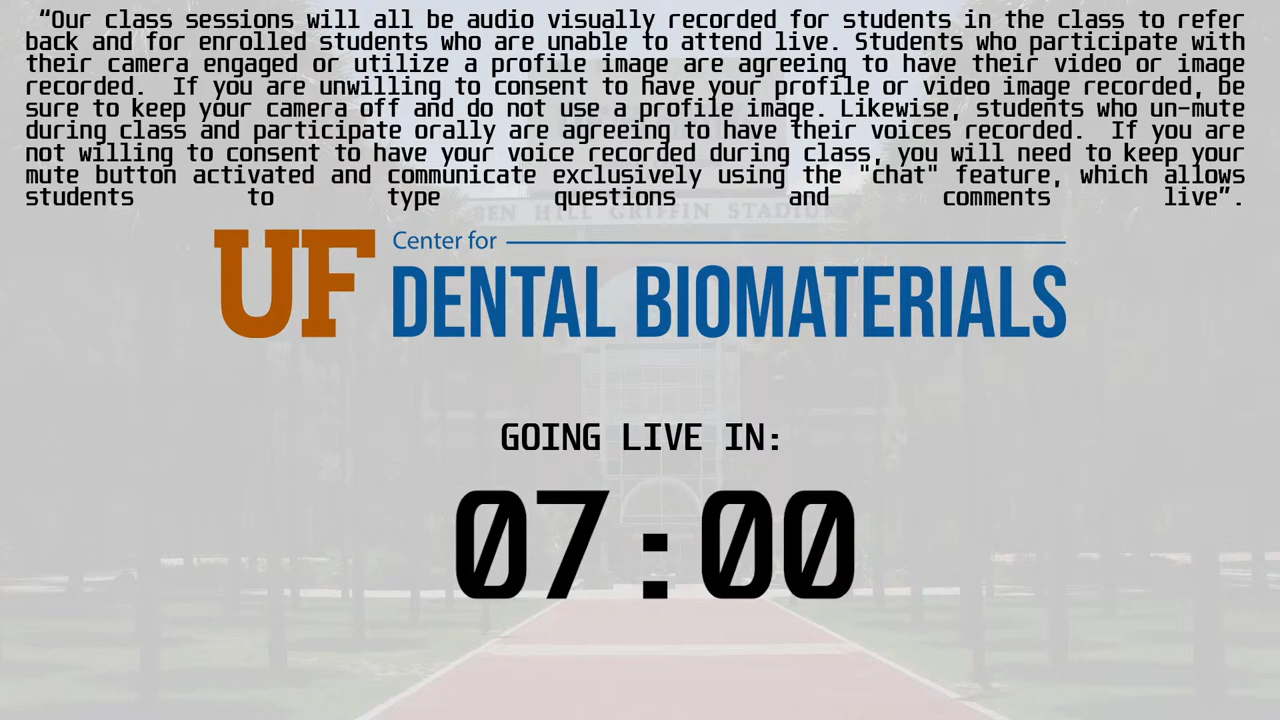 “Our class sessions will all be audio visually recorded for students in the class to refer
back and for enrolled students who are unable to attend live. Students who participate with
their camera engaged or utilize a profile image are agreeing to have their video or image
recorded.  If you are unwilling to consent to have your profile or video image recorded, be
sure to keep your camera off and do not use a profile image. Likewise, students who un-mute
during class and participate orally are agreeing to have their voices recorded.  If you are
not willing to consent to have your voice recorded during class, you will need to keep your
mute button activated and communicate exclusively using the "chat" feature, which allows
students to type questions and comments live”.
BEN HILL GRIFFIN STADIUM
UF Center for
DENTAL BIOMATERIALS
GOING LIVE IN:
07:00